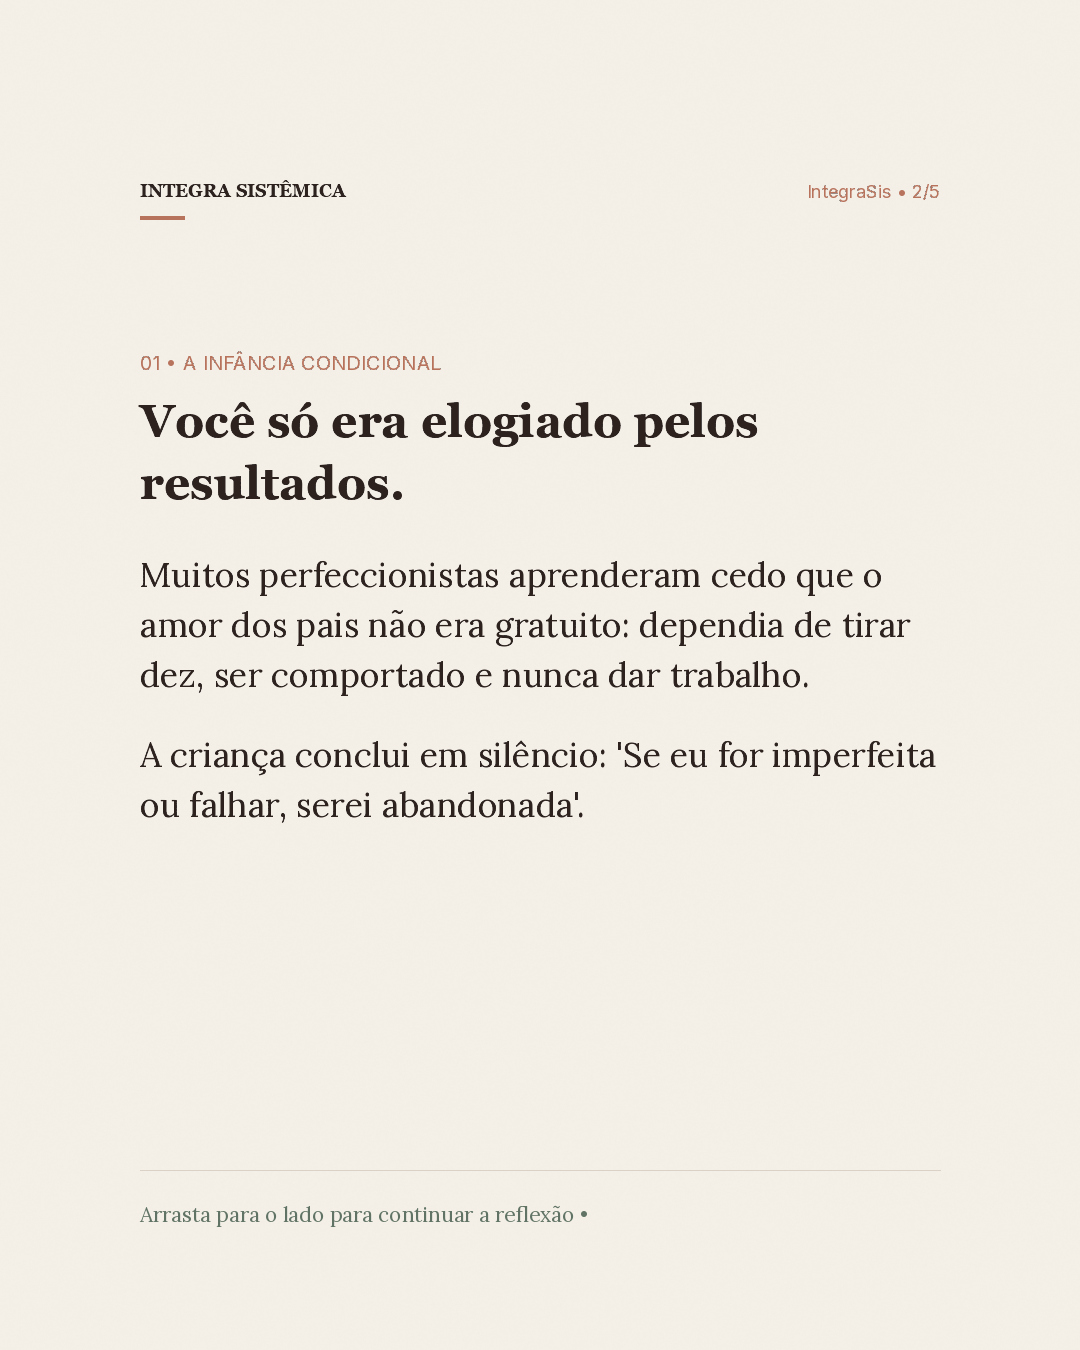 INTEGRA SISTÊMICA
IntegraSis • 2/5
01 • A INFÂNCIA CONDICIONAL
Você só era elogiado pelos
resultados.
Muitos perfeccionistas aprenderam cedo que o
amor dos pais não era gratuito: dependia de tirar
dez, ser comportado e nunca dar trabalho.
A criança conclui em silêncio: 'Se eu for imperfeita
ou falhar, serei abandonada'.
Arrasta para o lado para continuar a reflexão •